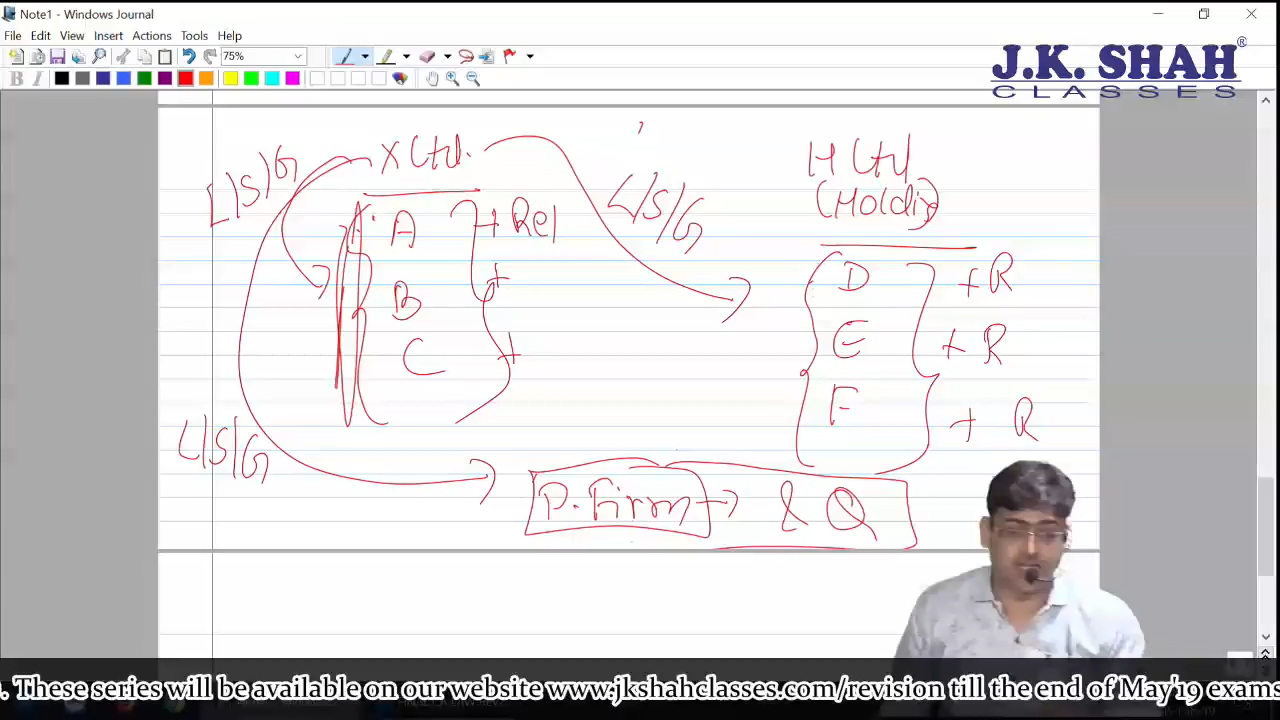 Note1 - Windows Journal
File Edit View Insert Actions Tools Help
75%
B I
J.K. SHAH®
CLASSES
X Ltd.
H Ltd
L/S/G
(Holdi)
A + Rel
L/S/G
D + R
B +
E + R
C +
F + R
L/S/G
P. Firm → & Q
. These series will be available on our website www.jkshahclasses.com/revision till the end of May'19 exams